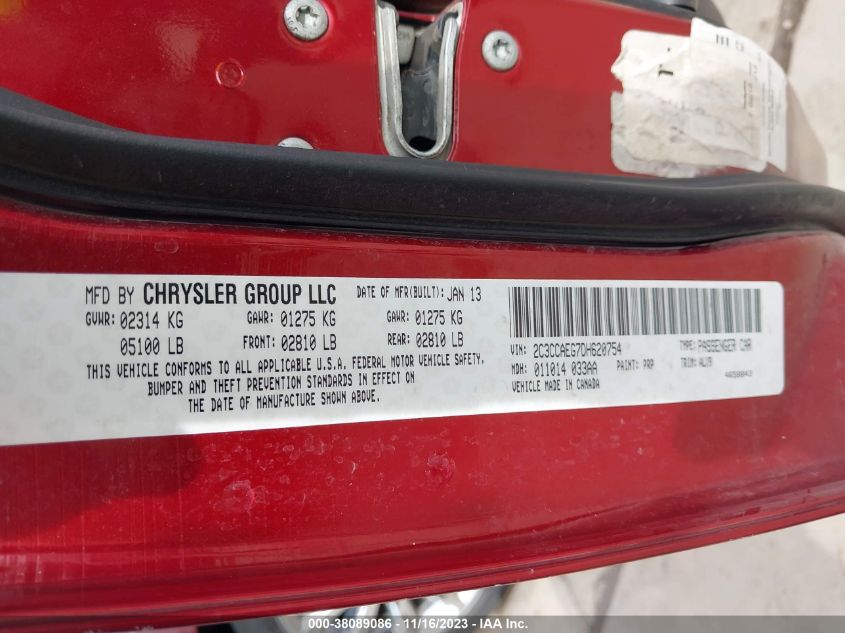 MFD BY CHRYSLER GROUP LLC DATE OF MFR(BUILT): JAN 13
GVWR: 02314 KG GAWR: 01275 KG GAWR: 01275 KG
05100 LB FRONT: 02810 LB REAR: 02810 LB
THIS VEHICLE CONFORMS TO ALL APPLICABLE U.S.A. FEDERAL MOTOR VEHICLE SAFETY,
BUMPER AND THEFT PREVENTION STANDARDS IN EFFECT ON
THE DATE OF MANUFACTURE SHOWN ABOVE.
VIN: 2C3CCAEG7DH620754 TYPE: PASSENGER CAR
MDH: 011014 033AA PAINT: PRP TRIM: ALX9
VEHICLE MADE IN CANADA
000-38089086 - 11/16/2023 - IAA Inc.